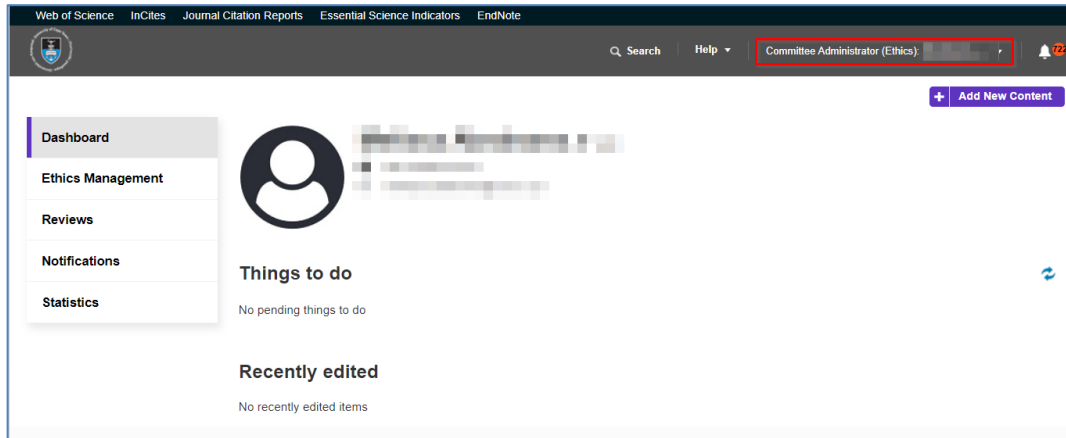 Web of Science InCites Journal Citation Reports Essential Science Indicators EndNote
Search Help Committee Administrator (Ethics): 722
+ Add New Content
Dashboard
Ethics Management
Reviews
Notifications
Statistics
Things to do
No pending things to do
Recently edited
No recently edited items